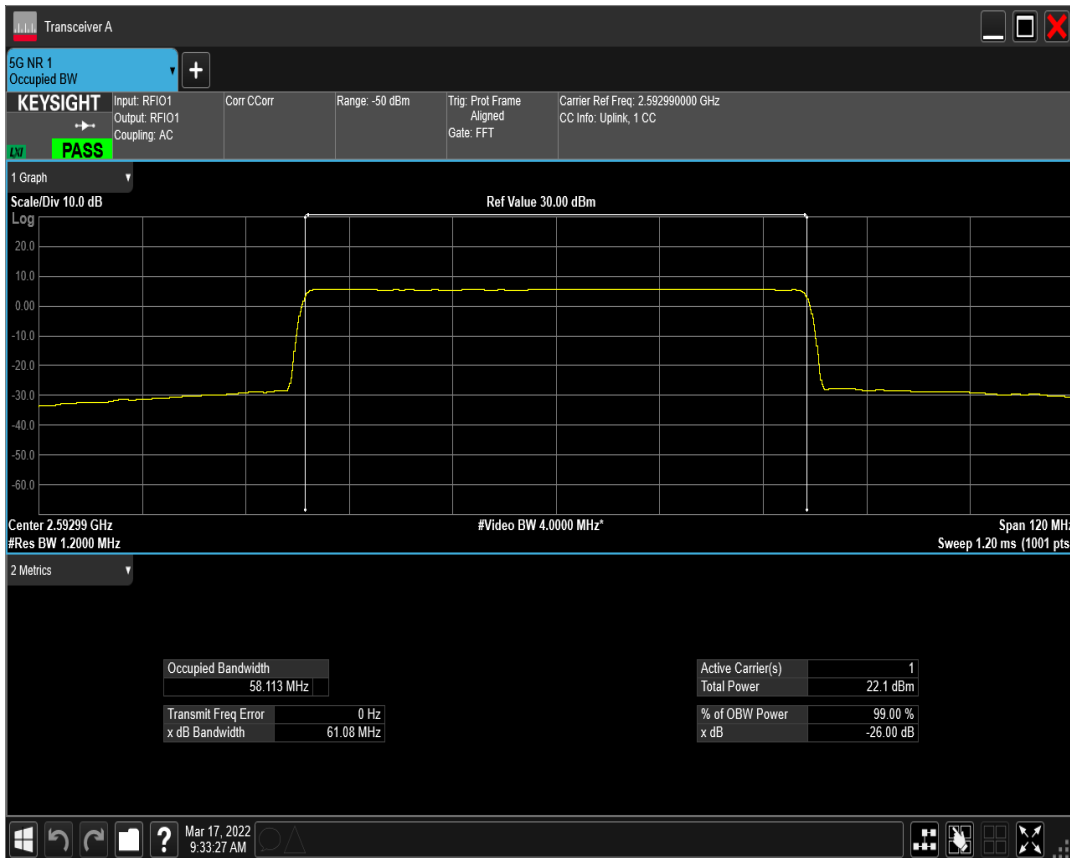 Transceiver A
5G NR 1
Occupied BW
+
KEYSIGHT
LXI
PASS
Input: RFIO1
Output: RFIO1
Coupling: AC
Corr CCorr
Range: -50 dBm
Trig: Prot Frame
Aligned
Gate: FFT
Carrier Ref Freq: 2.592990000 GHz
CC Info: Uplink, 1 CC
1 Graph
Scale/Div 10.0 dB
Ref Value 30.00 dBm
Log
20.0
10.0
0.00
-10.0
-20.0
-30.0
-40.0
-50.0
-60.0
Center 2.59299 GHz
#Video BW 4.0000 MHz*
Span 120 MHz
#Res BW 1.2000 MHz
Sweep 1.20 ms (1001 pts
2 Metrics
Occupied Bandwidth
58.113 MHz
Transmit Freq Error 0 Hz
x dB Bandwidth 61.08 MHz
Active Carrier(s) 1
Total Power 22.1 dBm
% of OBW Power 99.00 %
x dB -26.00 dB
?
Mar 17, 2022
9:33:27 AM